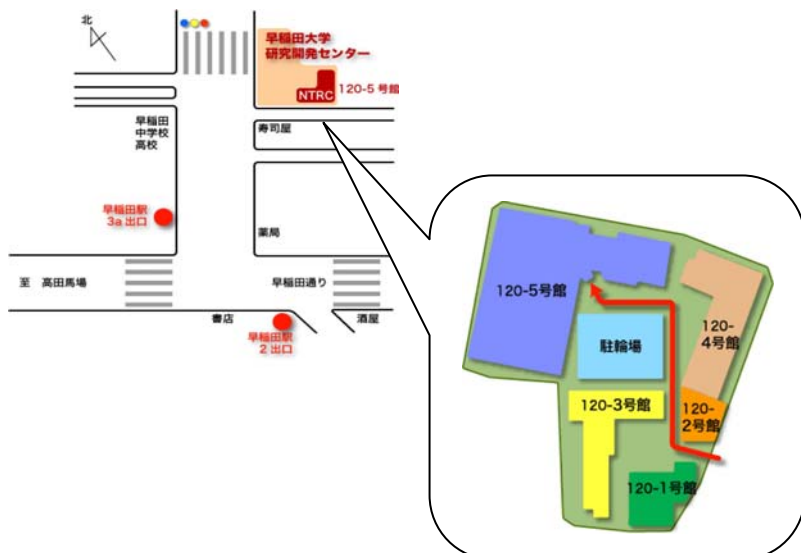 北
早稲田大学
研究開発センター
NTRC
120-5 号館
早稲田
中学校
高校
寿司屋
早稲田駅
3a 出口
薬局
至 高田馬場
早稲田通り
書店
早稲田駅
2 出口
酒屋
120-5号館
120-
4号館
駐輪場
120-3号館
120-
2号館
120-1号館